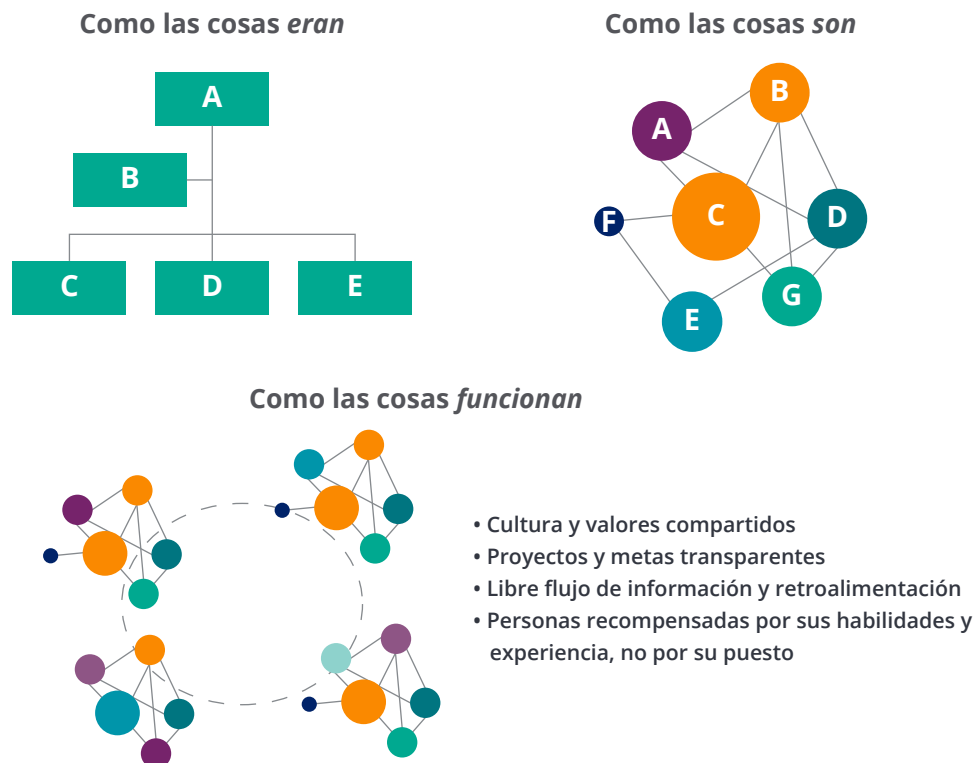 Como las cosas eran
A
B
C D E
Como las cosas son
B
A
C
F
D
G
E
Como las cosas funcionan
• Cultura y valores compartidos
• Proyectos y metas transparentes
• Libre flujo de información y retroalimentación
• Personas recompensadas por sus habilidades y
experiencia, no por su puesto